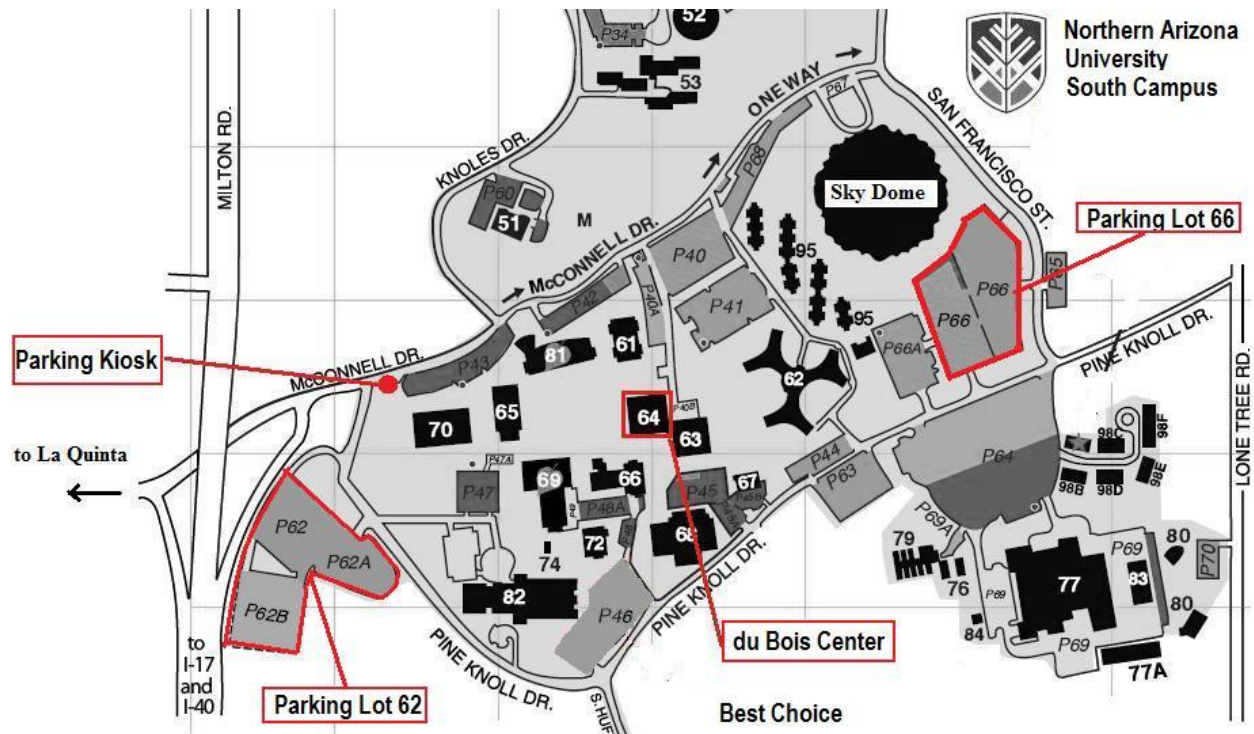 52
P34
Northern Arizona
University
South Campus
53
ONE WAY
P67
MILTON RD.
SAN FRANCISCO ST.
KNOLES DR.
P68
P60
51
M
Sky Dome
Parking Lot 66
McCONNELL DR.
P40
95
P65
P42
P40A
P41
P66
P66
95
Parking Kiosk
McCONNELL DR.
P43
81
61
P66A
PINE KNOLL DR.
62
64
P40B
65
70
63
LONE TREE RD.
to La Quinta
P47A
69
66
67
P44
P64
98C
98F
P47
P45
P45B
P63
98B
98D
98E
P48
P48A
P45A
P62
72
68
P69A
79
P69
80
P70
P62A
74
PINE KNOLL DR.
76
77
83
82
P69
P62B
P46
84
80
to
I-17
and
I-40
PINE KNOLL DR.
du Bois Center
P69
77A
Parking Lot 62
S. HUF
Best Choice